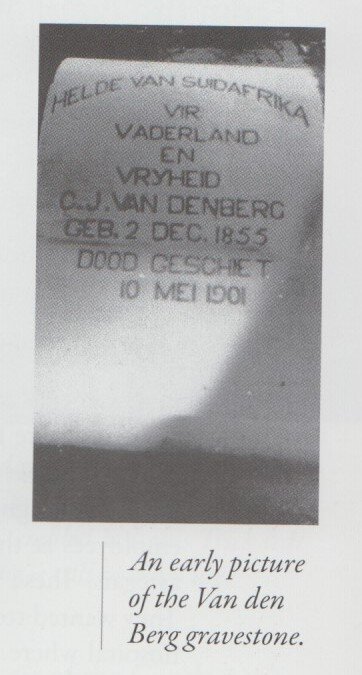 HELDE VAN SUIDAFRIKA
VIR
VADERLAND
EN
VRYHEID
C.J. VAN DENBERG
GEB. 2 DEC. 1855
DOOD GESCHIET
10 MEI 1901
An early picture
of the Van den
Berg gravestone.